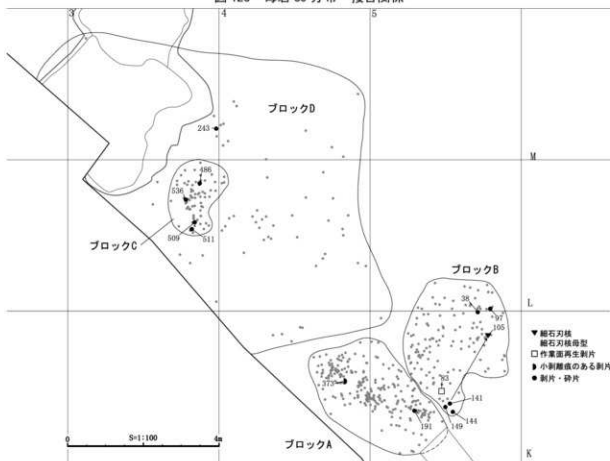 3 4 5
ブロックD
243
M
486
536
509 511
ブロックC
ブロックB
L
38
97
105
▼ 細石刃核
細石刃核母型
□ 作業面再生剥片
小剥離痕のある剥片
● 剥片・砕片
83
373
141
191
149 144
0 S=1:100 4m
ブロックA
K